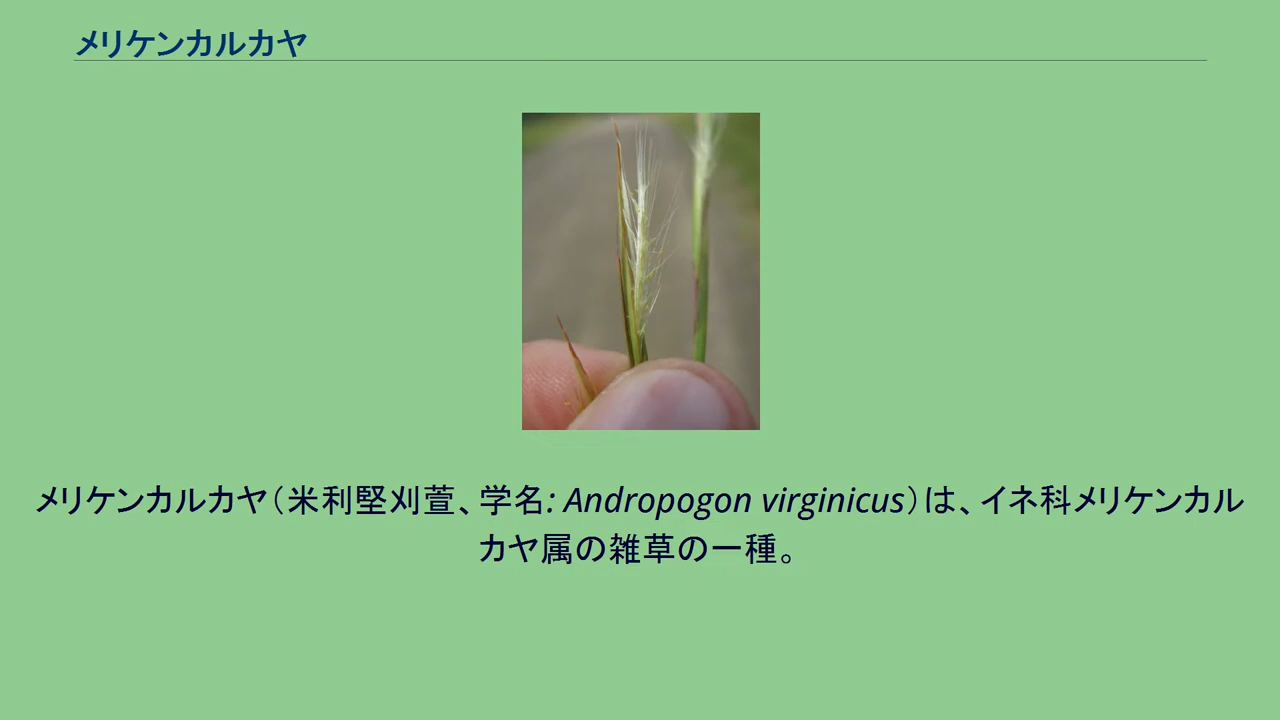 メリケンカルカヤ
メリケンカルカヤ（米利堅刈萱、学名: Andropogon virginicus）は、イネ科メリケンカル
カヤ属の雑草の一種。